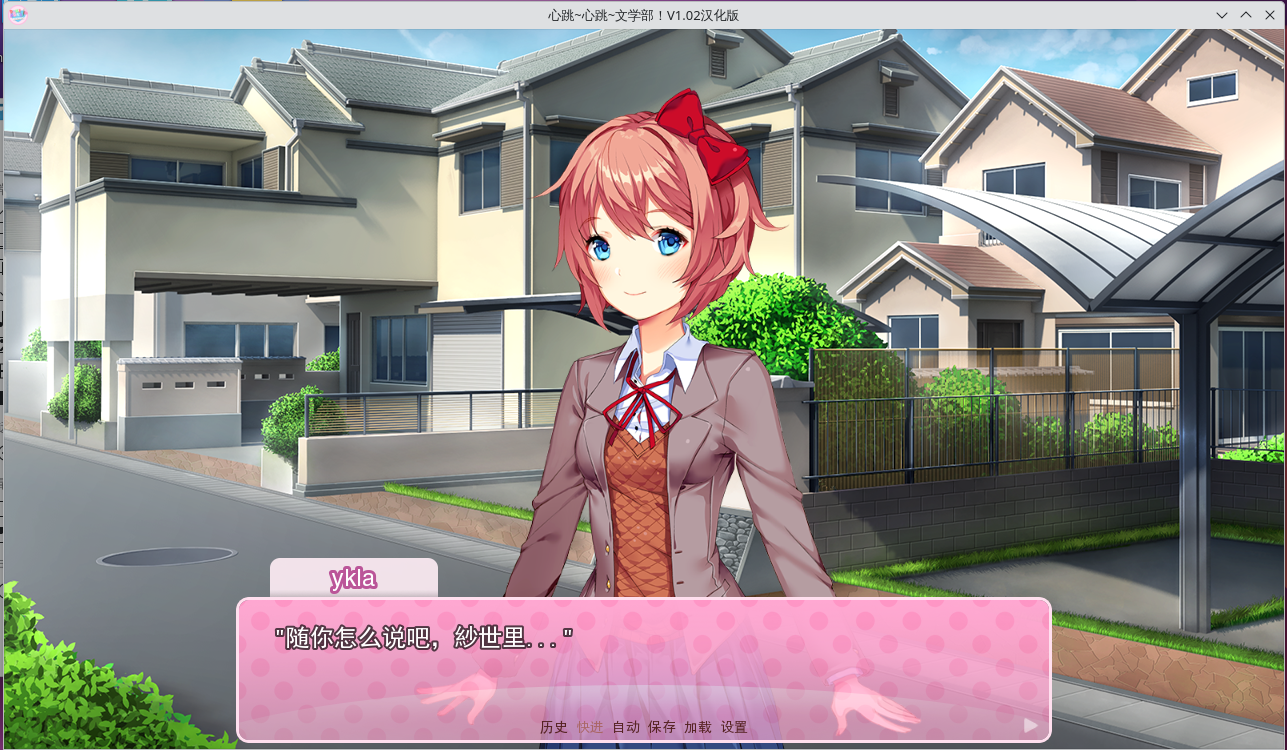 心跳~心跳~文学部！V1.02汉化版
ykla
"随你怎么说吧，紗世里..."
历史 快进 自动 保存 加载 设置